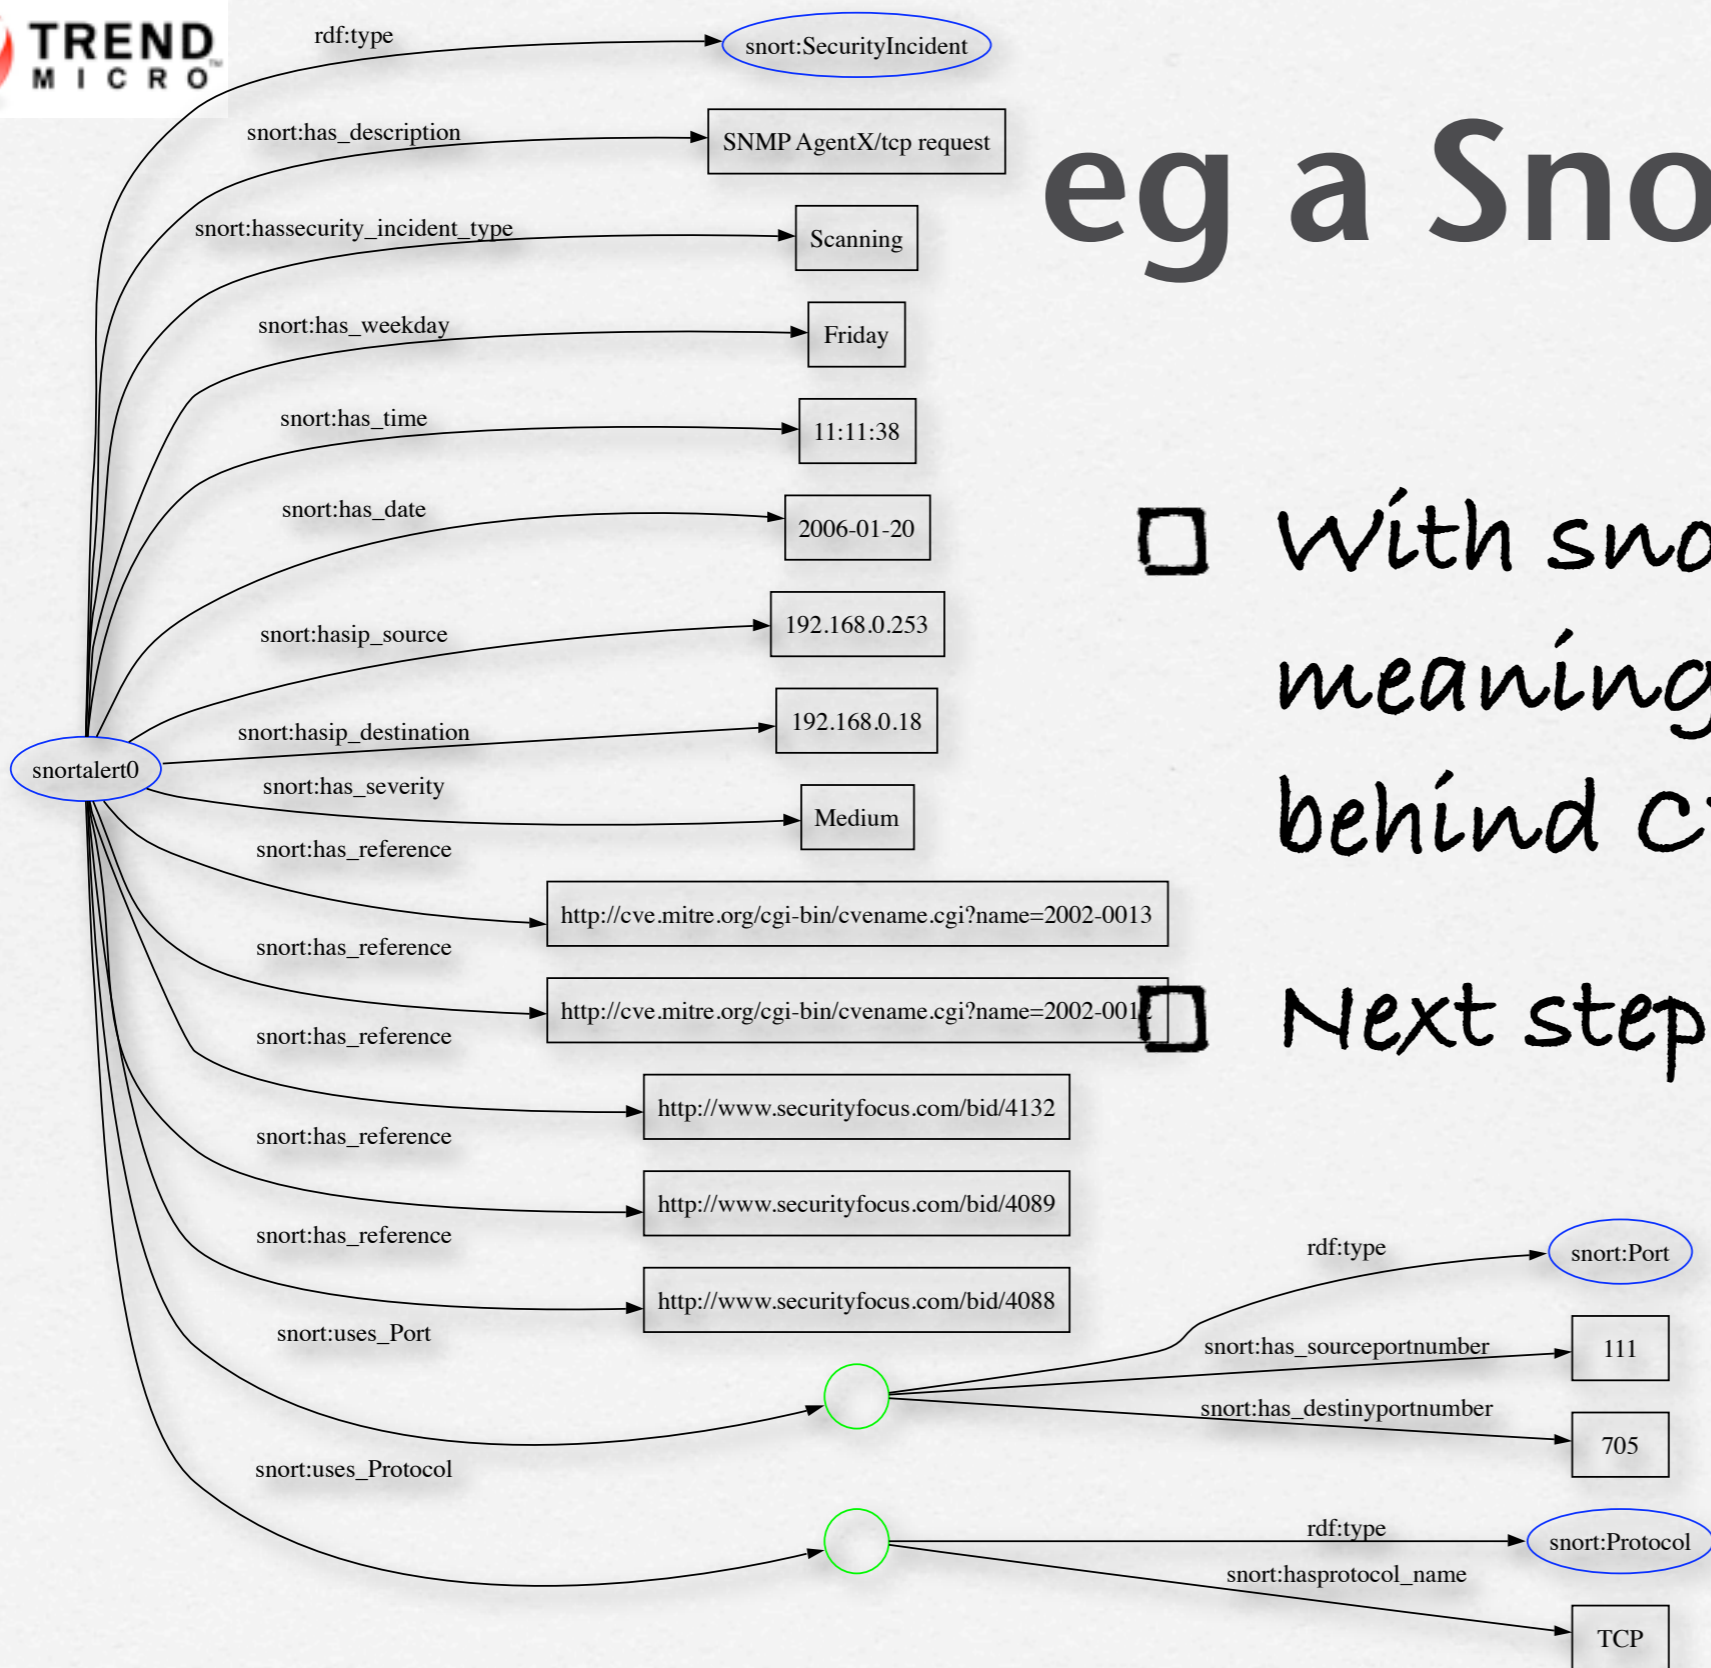 TREND
MICRO™
rdf:type
snort:SecurityIncident
snort:has_description
SNMP AgentX/tcp request
eg a Sno
snort:hassecurity_incident_type
Scanning
snort:has_weekday
Friday
snort:has_time
11:11:38
snort:has_date
2006-01-20
snort:hasip_source
192.168.0.253
snort:hasip_destination
192.168.0.18
snortalert0
snort:has_severity
Medium
snort:has_reference
http://cve.mitre.org/cgi-bin/cvename.cgi?name=2002-0013
snort:has_reference
http://cve.mitre.org/cgi-bin/cvename.cgi?name=2002-0012
snort:has_reference
http://www.securityfocus.com/bid/4132
snort:has_reference
http://www.securityfocus.com/bid/4089
snort:has_reference
http://www.securityfocus.com/bid/4088
snort:uses_Port
rdf:type
snort:Port
snort:has_sourceportnumber
111
snort:has_destinyportnumber
705
snort:uses_Protocol
rdf:type
snort:Protocol
snort:hasprotocol_name
TCP
With sno
meaning
behind
Next step